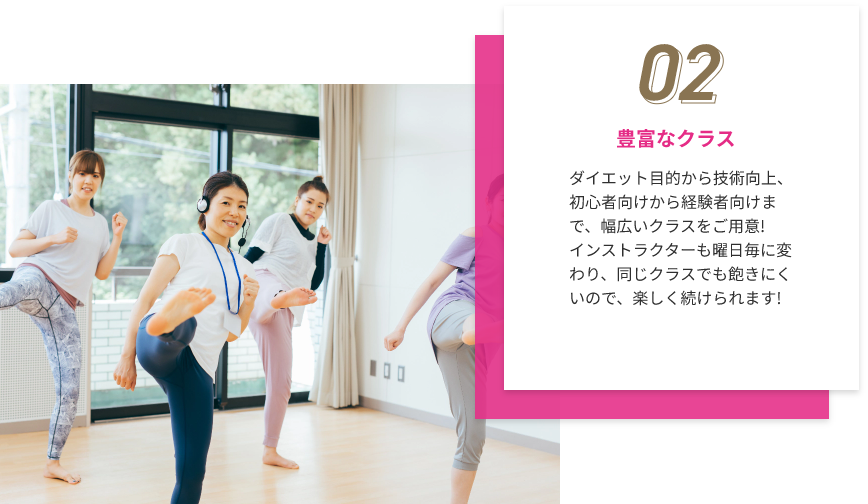 02
豊富なクラス
ダイエット目的から技術向上、
初心者向けから経験者向けま
で、幅広いクラスをご用意!
インストラクターも曜日毎に変
わり、同じクラスでも飽きにく
いので、楽しく続けられます!